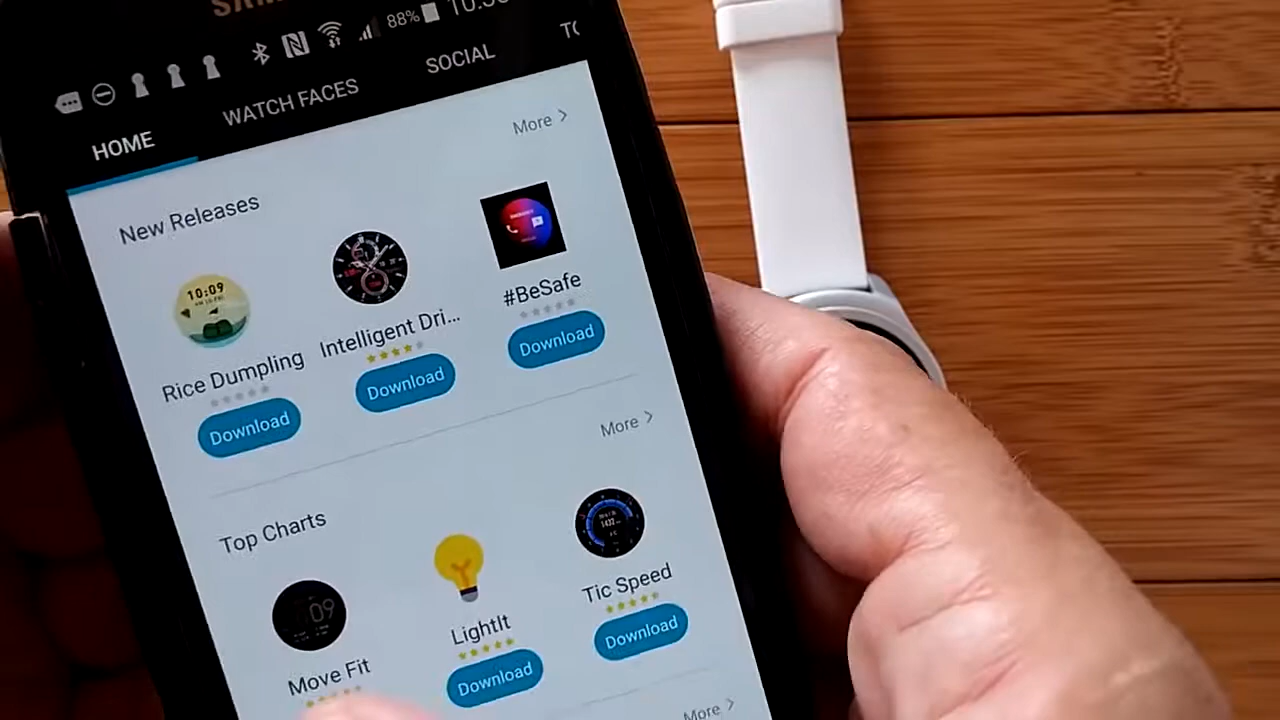 88%
HOME
WATCH FACES
SOCIAL
New Releases
More >
10:09
Rice Dumpling
Download
Intelligent Dri...
Download
#BeSafe
Download
Top Charts
More >
09
Move Fit
LightIt
Download
Tic Speed
Download
More >